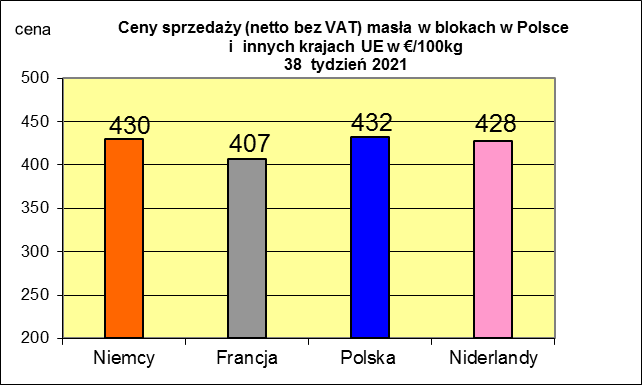 cena
Ceny sprzedaży (netto bez VAT) masła w blokach w Polsce
i innych krajach UE w €/100kg
38 tydzień 2021
500
450
400
350
300
250
200
430
407
432
428
Niemcy
Francja
Polska
Niderlandy